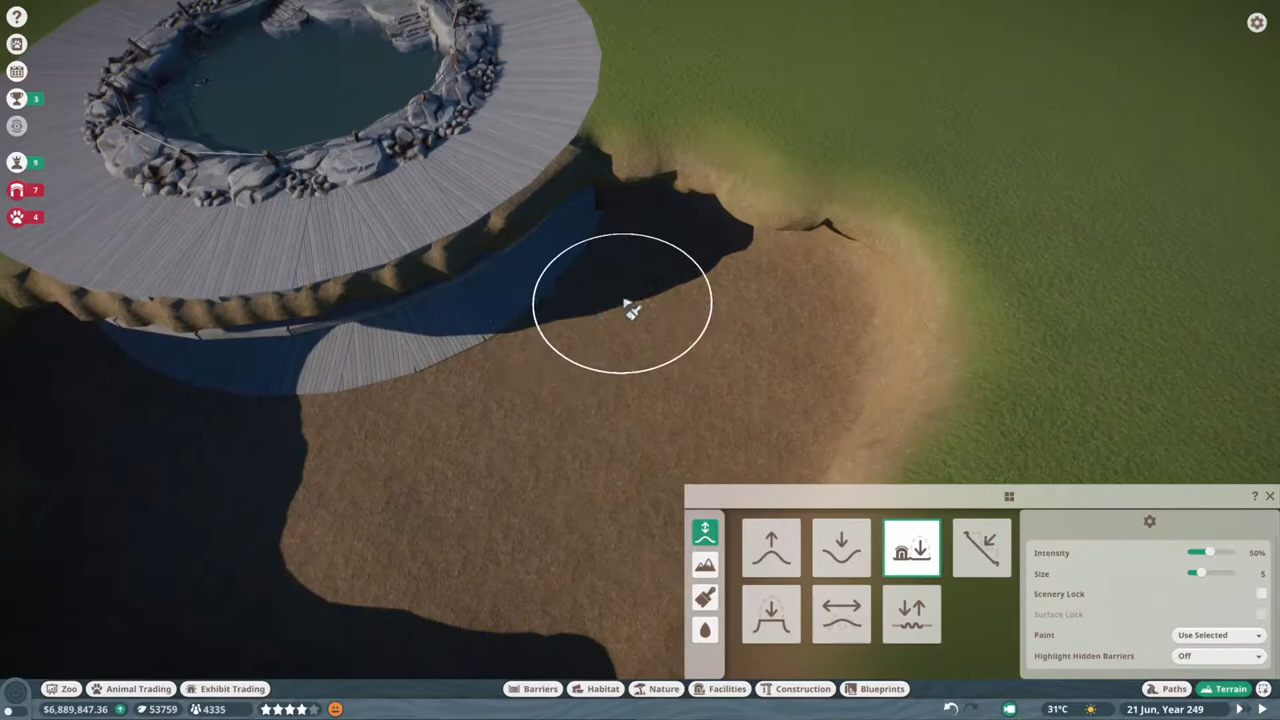 ?
3
9
7
4
?
Intensity 50%
Size 5
Scenery Lock
Surface Lock
Paint Use Selected
Highlight Hidden Barriers Off
Zoo Animal Trading Exhibit Trading Barriers Habitat Nature Facilities Construction Blueprints Paths Terrain
$6,889,847.36 53759 4335 31°C 21 Jun, Year 249